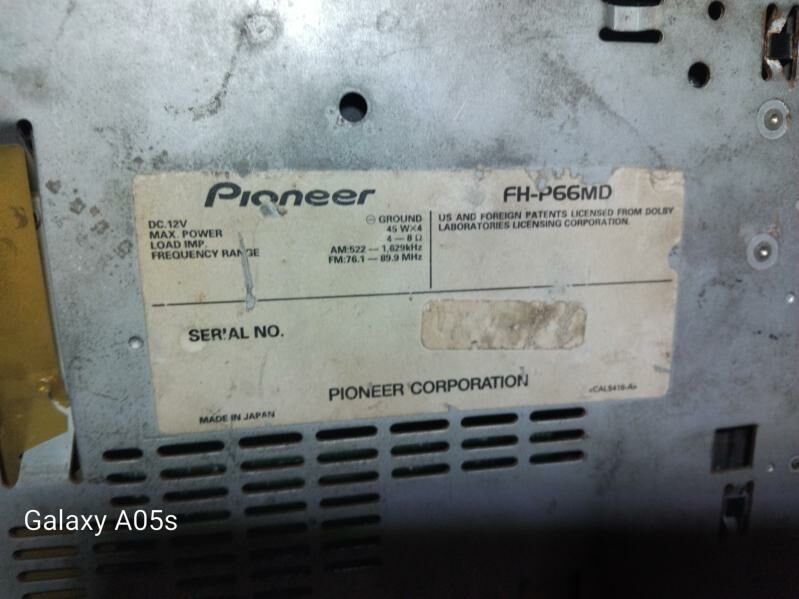 Pioneer
FH-P66MD
DC.12V ⊖ GROUND
MAX. POWER 45 W×4
LOAD IMP. 4 — 8 Ω
FREQUENCY RANGE AM:522 — 1,629kHz
FM:76.1 — 89.9 MHz
US AND FOREIGN PATENTS LICENSED FROM DOLBY
LABORATORIES LICENSING CORPORATION.
SERIAL NO.
PIONEER CORPORATION
MADE IN JAPAN
Galaxy A05s